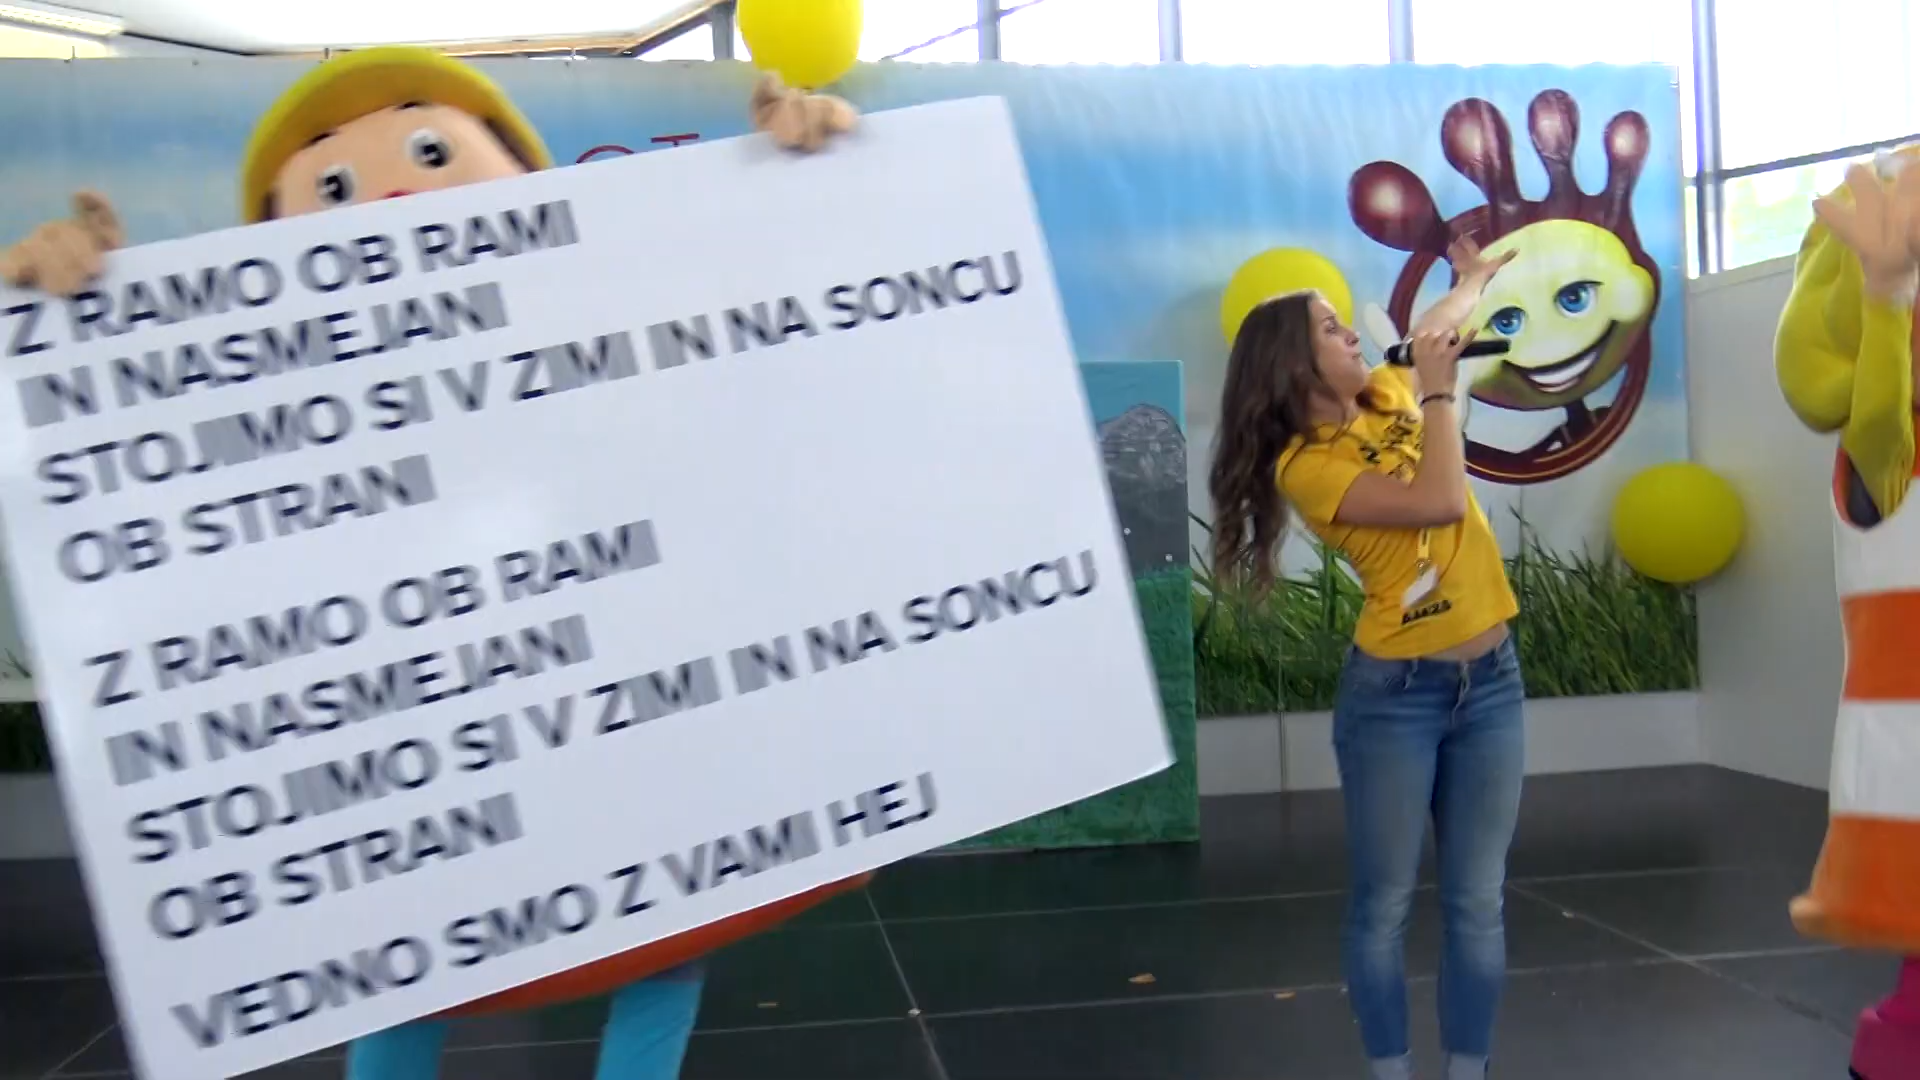 Z RAMO OB RAMI
IN NASMEJANI
STOJIMO SI V ZIMI IN NA SONCU
OB STRANI
Z RAMO OB RAMI
IN NASMEJANI
STOJIMO SI V ZIMI IN NA SONCU
OB STRANI
VEDNO SMO Z VAMI HEJ